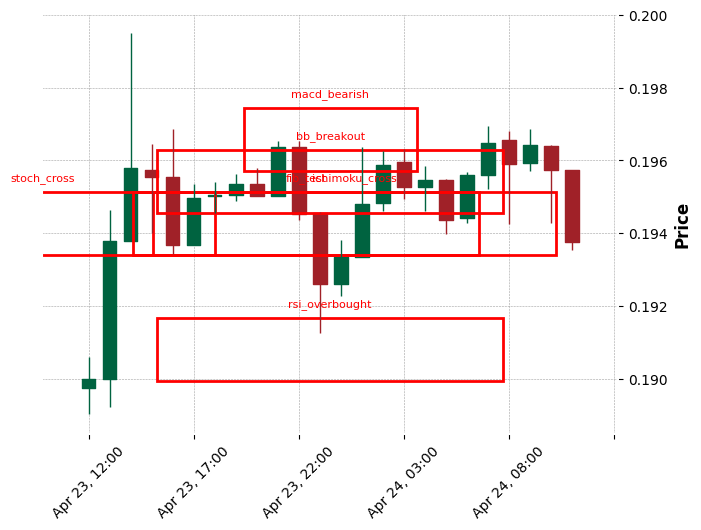 0.200
0.198
macd_bearish
bb_breakout
0.196
stoch_cross
ichimoku_cross
0.194
Price
0.192
rsi_overbought
0.190
Apr 23, 12:00
Apr 23, 17:00
Apr 23, 22:00
Apr 24, 03:00
Apr 24, 08:00